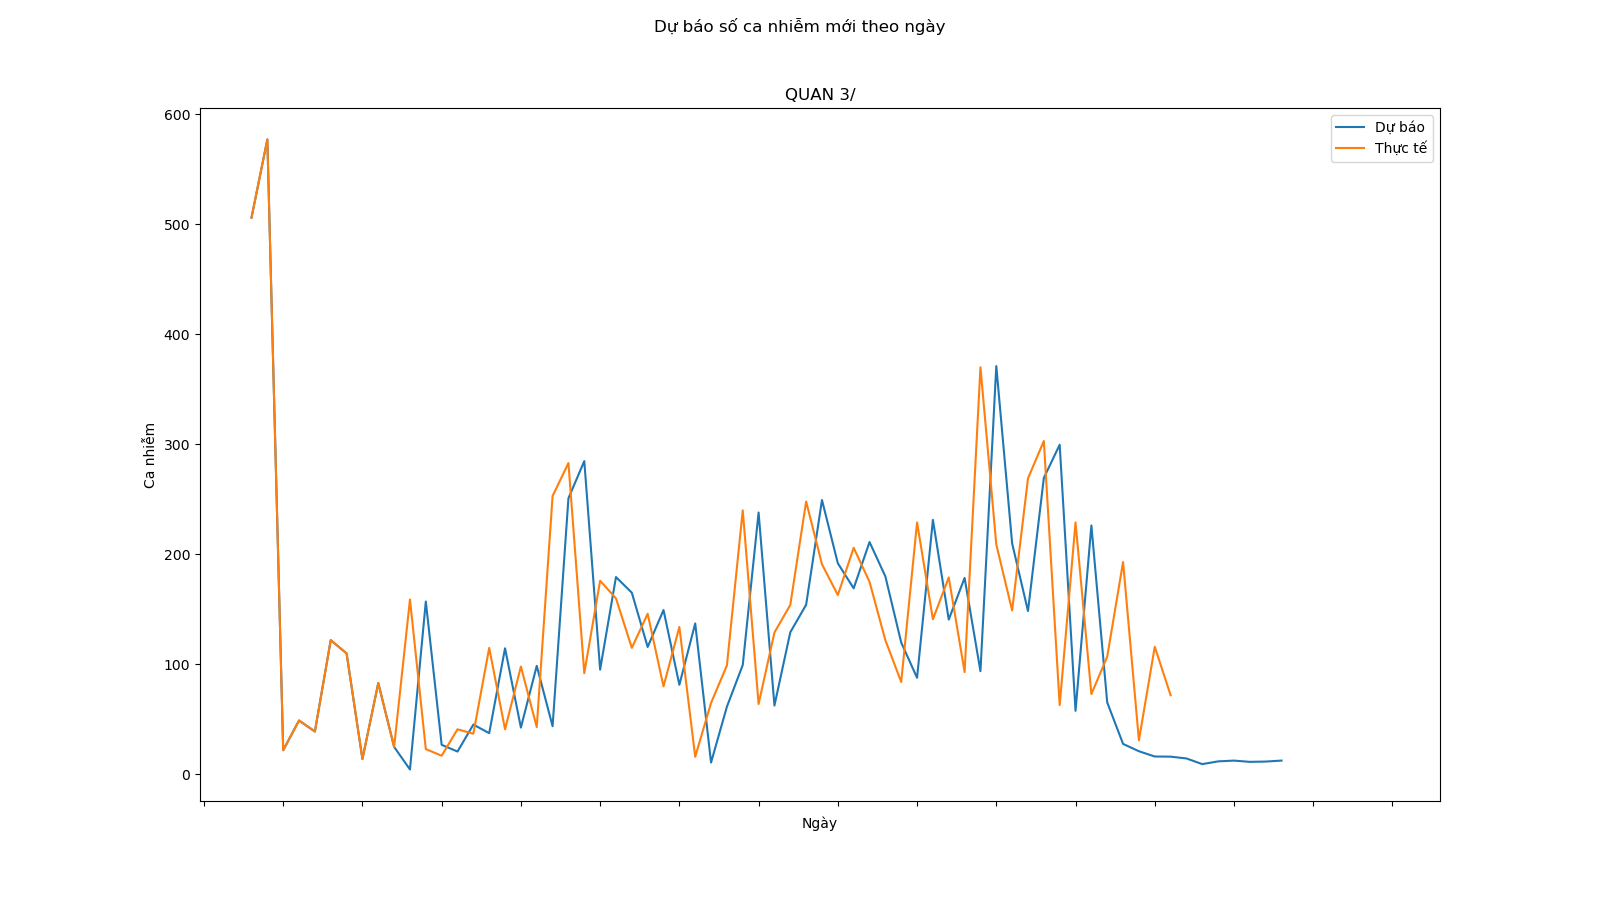 Dự báo số ca nhiễm mới theo ngày
QUAN 3/
600
500
400
300
200
100
0
Ca nhiễm
Ngày
Dự báo
Thực tế